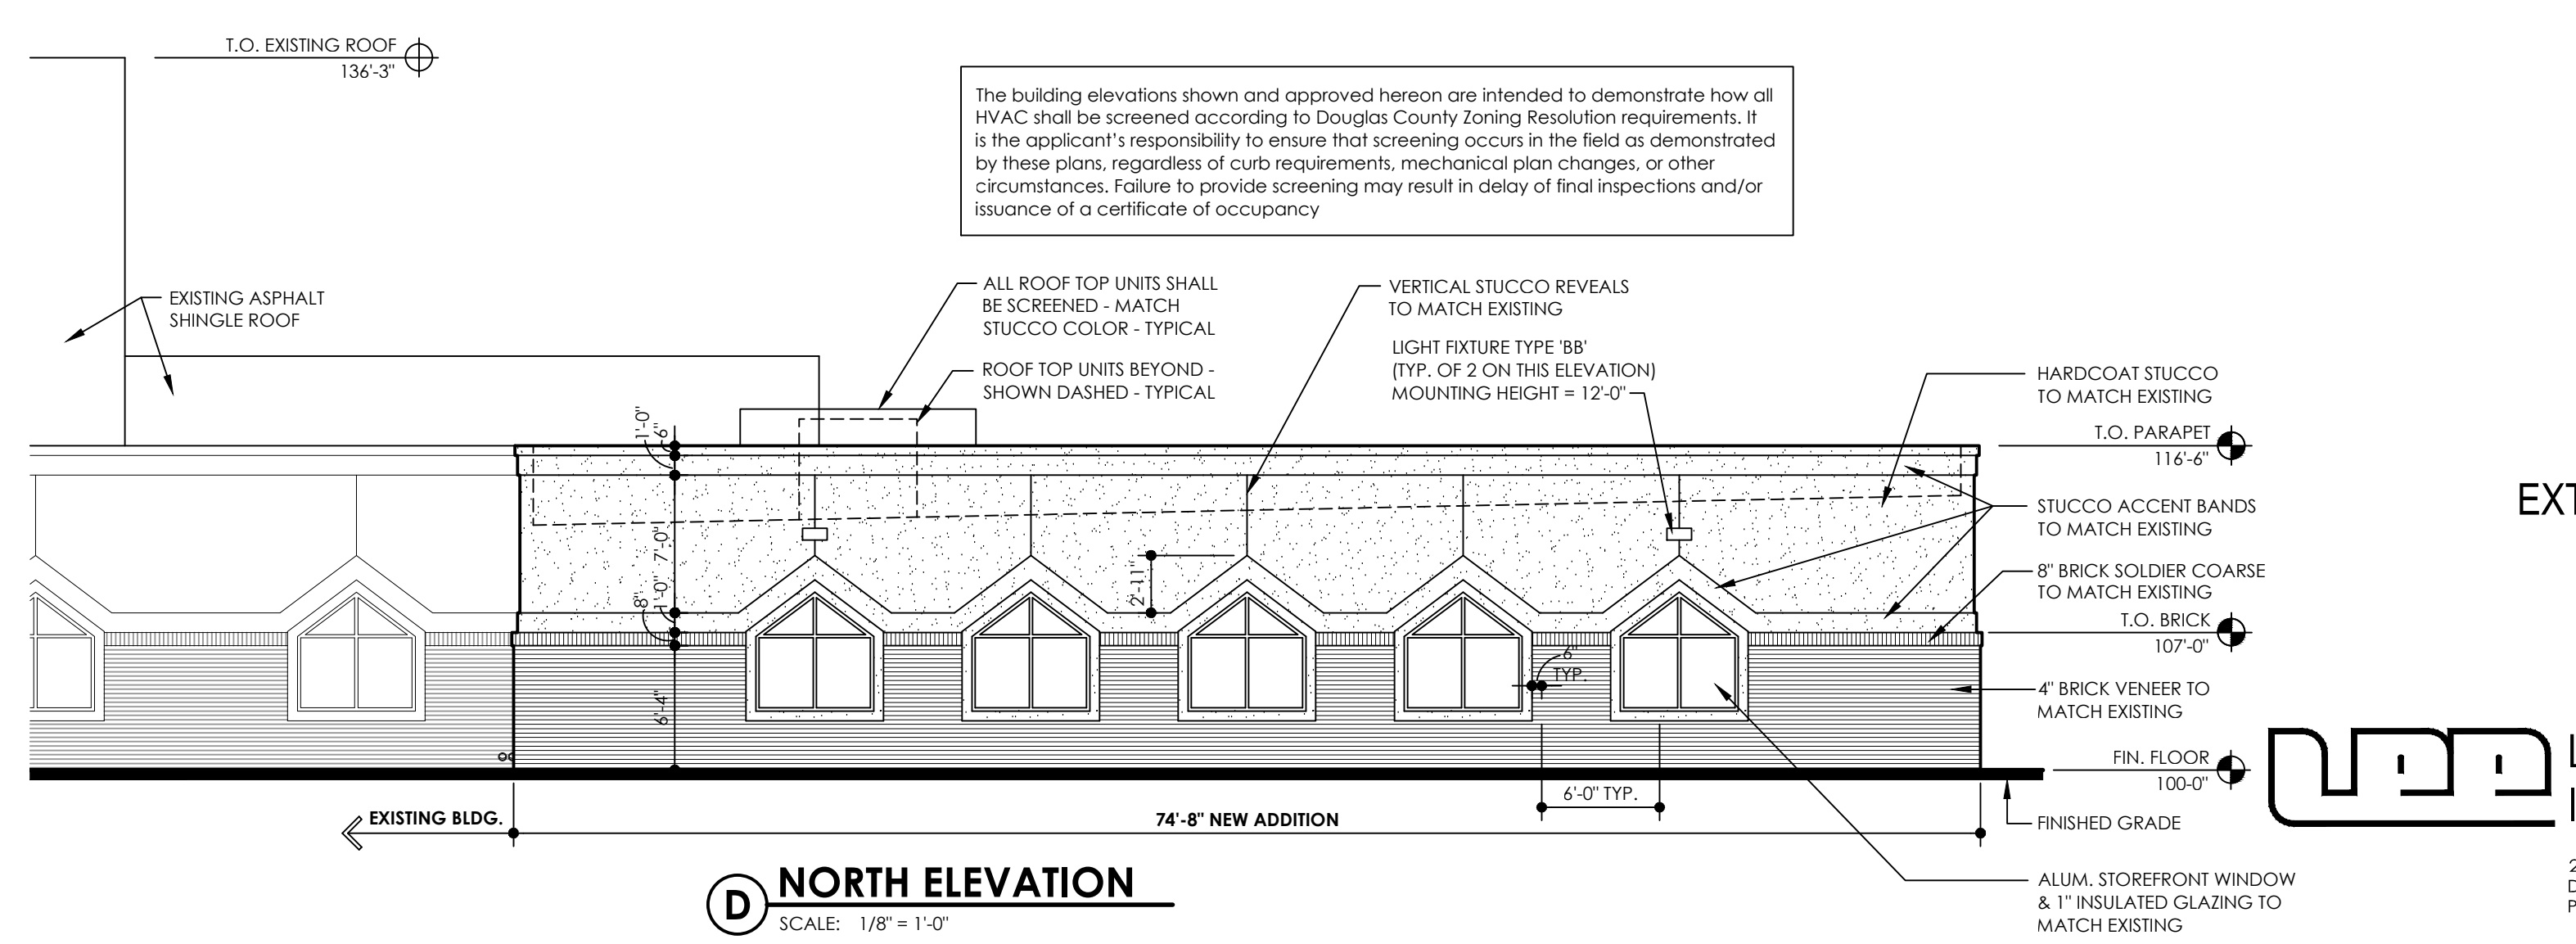 T.O. EXISTING ROOF
136'-3"
The building elevations shown and approved hereon are intended to demonstrate how all
HVAC shall be screened according to Douglas County Zoning Resolution requirements. It
is the applicant's responsibility to ensure that screening occurs in the field as demonstrated
by these plans, regardless of curb requirements, mechanical plan changes, or other
circumstances. Failure to provide screening may result in delay of final inspections and/or
issuance of a certificate of occupancy
EXISTING ASPHALT
SHINGLE ROOF
ALL ROOF TOP UNITS SHALL
BE SCREENED - MATCH
STUCCO COLOR - TYPICAL
ROOF TOP UNITS BEYOND -
SHOWN DASHED - TYPICAL
VERTICAL STUCCO REVEALS
TO MATCH EXISTING
LIGHT FIXTURE TYPE 'BB'
(TYP. OF 2 ON THIS ELEVATION)
MOUNTING HEIGHT = 12'-0"
HARDCOAT STUCCO
TO MATCH EXISTING
T.O. PARAPET
116'-6"
STUCCO ACCENT BANDS
TO MATCH EXISTING
8" BRICK SOLDIER COARSE
TO MATCH EXISTING
T.O. BRICK
107'-0"
4" BRICK VENEER TO
MATCH EXISTING
FIN. FLOOR
100-0"
FINISHED GRADE
ALUM. STOREFRONT WINDOW
& 1" INSULATED GLAZING TO
MATCH EXISTING
1'-0"
6"
7'-0"
1'-0"
8"
6'-4"
2'-11"
6"
TYP.
6'-0" TYP.
EXISTING BLDG.
74'-8" NEW ADDITION
D
NORTH ELEVATION
SCALE: 1/8" = 1'-0"
EXT